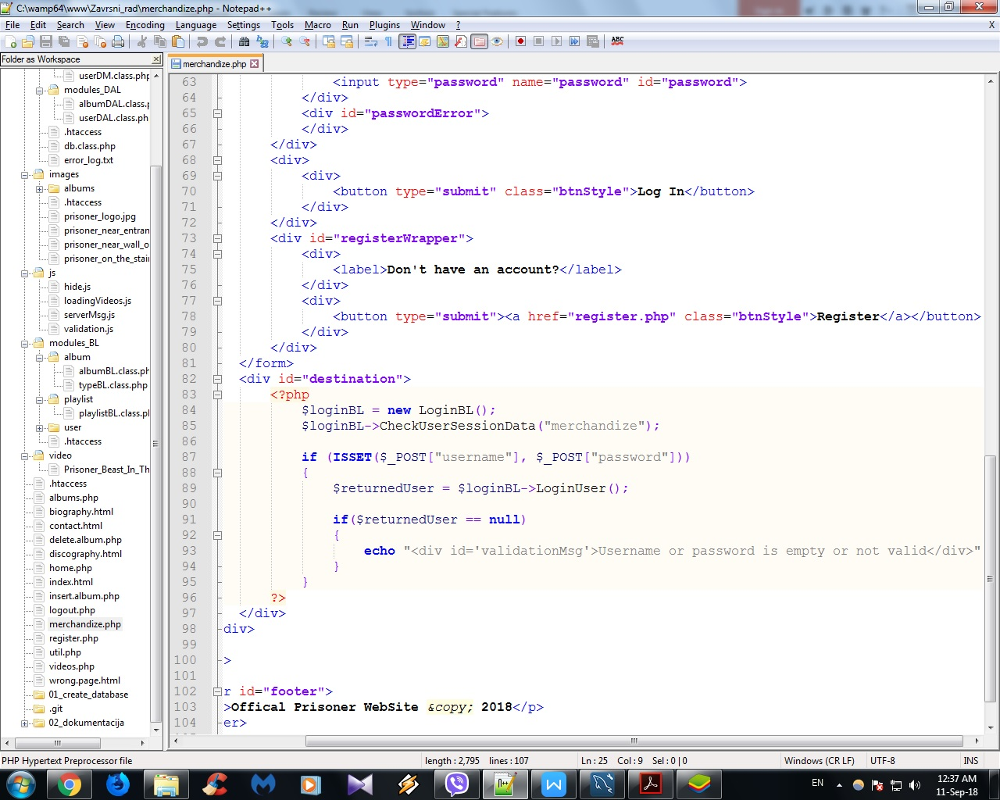 C:\wamp64\www\Zavrsni_rad\merchandize.php - Notepad++
File Edit Search View Encoding Language Settings Tools Macro Run Plugins Window ? X
Folder as Workspace
merchandize.php
userDM.class.php
modules_DAL
albumDAL.class.p
userDAL.class.ph
.htaccess
db.class.php
error_log.txt
images
albums
.htaccess
prisoner_logo.jpg
prisoner_near_entran
prisoner_near_wall_o
prisoner_on_the_stai
js
hide.js
loadingVideos.js
serverMsg.js
validation.js
modules_BL
album
albumBL.class.ph
typeBL.class.php
playlist
playlistBL.class.pl
user
.htaccess
video
Prisoner_Beast_In_Th
.htaccess
albums.php
biography.html
contact.html
delete.album.php
discography.html
home.php
index.html
insert.album.php
logout.php
merchandize.php
register.php
util.php
videos.php
wrong.page.html
01_create_database
.git
02_dokumentacija
63 <input type="password" name="password" id="password">
64 </div>
65 <div id="passwordError">
66 </div>
67 </div>
68 <div>
69 <div>
70 <button type="submit" class="btnStyle">Log In</button>
71 </div>
72 </div>
73 <div id="registerWrapper">
74 <div>
75 <label>Don't have an account?</label>
76 </div>
77 <div>
78 <button type="submit"><a href="register.php" class="btnStyle">Register</a></button>
79 </div>
80 </div>
81 </form>
82 <div id="destination">
83 <?php
84 $loginBL = new LoginBL();
85 $loginBL->CheckUserSessionData("merchandize");
86
87 if (ISSET($_POST["username"], $_POST["password"]))
88 {
89 $returnedUser = $loginBL->LoginUser();
90
91 if($returnedUser == null)
92 {
93 echo "<div id='validationMsg'>Username or password is empty or not valid</div>"
94 }
95 }
96 ?>
97 </div>
98 div>
99
100 >
101
102 r id="footer">
103 >Offical Prisoner WebSite &copy; 2018</p>
104 er>
PHP Hypertext Preprocessor file length : 2,795 lines : 107 Ln : 25 Col : 9 Sel : 0 | 0 Windows (CR LF) UTF-8 INS
EN 12:37 AM
11-Sep-18